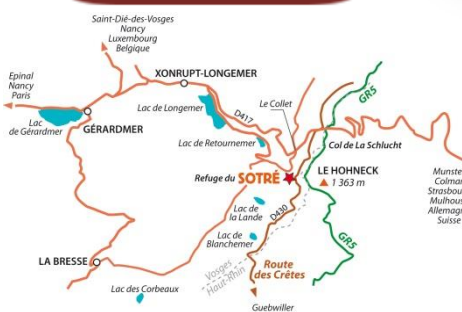 Saint-Dié-des-Vosges
Nancy
Luxembourg
Belgique
Epinal
Nancy
Paris
XONRUPT-LONGEMER
Lac de Longemer
D417
Le Collet
GR5
Lac
de Gérardmer
GÉRARDMER
Lac de Retournemer
Col de La Schlucht
Refuge du SOTRÉ
LE HOHNECK
1 363 m
Munste
Colma
Strasbou
Mulhous
Allemagn
Suisse
Lac de
la Lande
D430
Lac de
Blanchemer
GR5
LA BRESSE
Vosges
Haut-Rhin
Route
des Crêtes
Lac des Corbeaux
Guebwiller